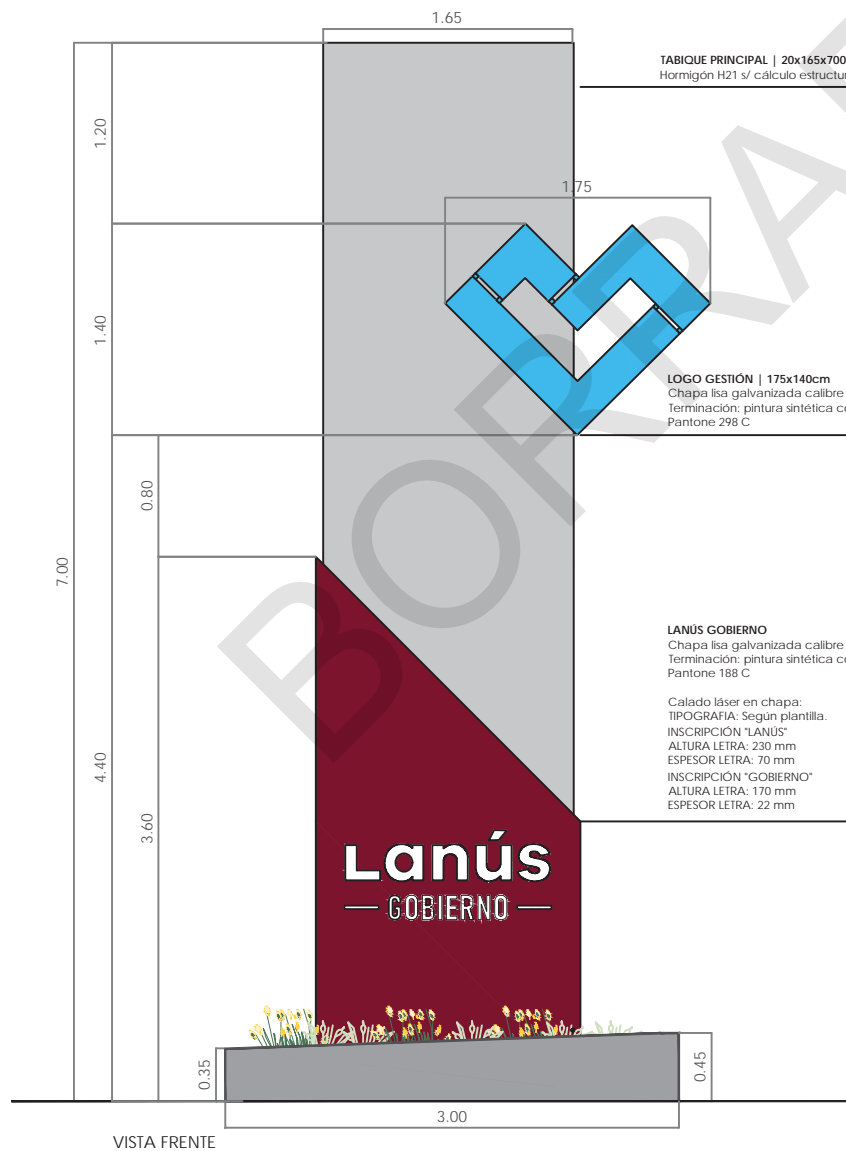 1.65
TABIQUE PRINCIPAL | 20x165x700
Hormigón H21 s/ cálculo
1.20
1.75
1.40
LOGO GESTIÓN | 175x140cm
Chapa lisa galvanizada calibre
Terminación: pintura sintética
Pantone 298 C
0.80
7.00
LANÚS GOBIERNO
Chapa lisa galvanizada calibre
Terminación: pintura sintética
Pantone 188 C
Calado láser en chapa:
TIPOGRAFIA: Según plantilla.
INSCRIPCIÓN "LANÚS"
ALTURA LETRA: 230 mm
ESPESOR LETRA: 70 mm
INSCRIPCIÓN "GOBIERNO"
ALTURA LETRA: 170 mm
ESPESOR LETRA: 22 mm
4.40
3.60
Lanús
GOBIERNO
0.35
0.45
3.00
VISTA FRENTE